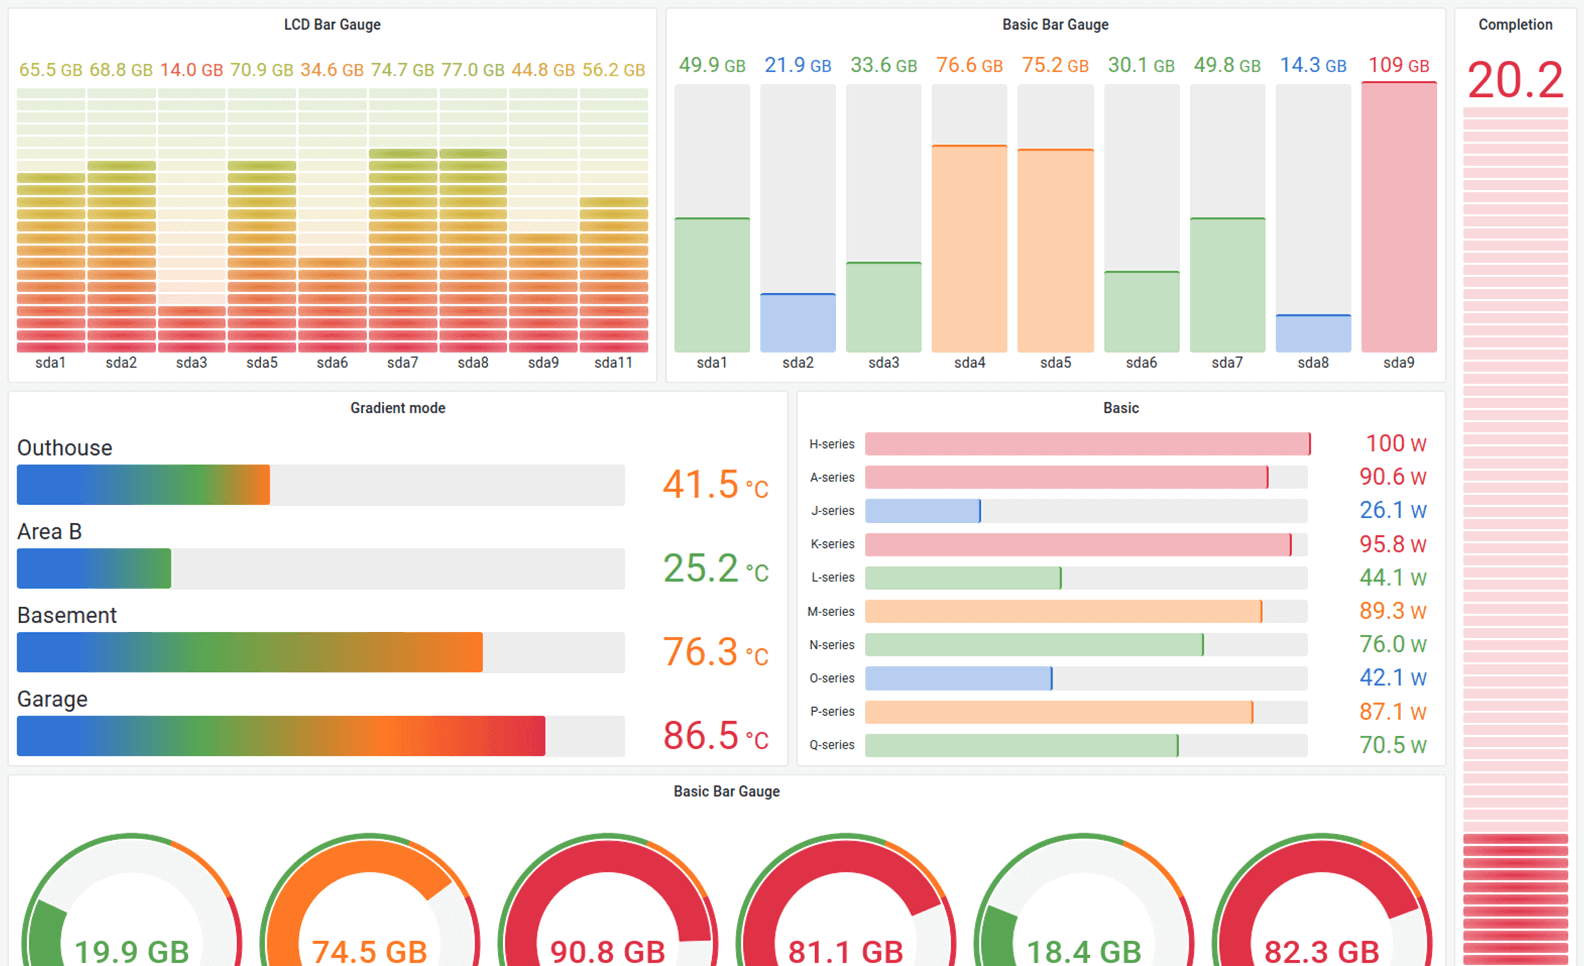 LCD Bar Gauge
65.5 GB 68.8 GB 14.0 GB 70.9 GB 34.6 GB 74.7 GB 77.0 GB 44.8 GB 56.2 GB
sda1 sda2 sda3 sda5 sda6 sda7 sda8 sda9 sda11
Basic Bar Gauge
49.9 GB 21.9 GB 33.6 GB 76.6 GB 75.2 GB 30.1 GB 49.8 GB 14.3 GB 109 GB
sda1 sda2 sda3 sda4 sda5 sda6 sda7 sda8 sda9
Completion
20.2
Gradient mode
Outhouse
41.5 °C
Area B
25.2 °C
Basement
76.3 °C
Garage
86.5 °C
Basic
H-series 100 W
A-series 90.6 W
J-series 26.1 W
K-series 95.8 W
L-series 44.1 W
M-series 89.3 W
N-series 76.0 W
O-series 42.1 W
P-series 87.1 W
Q-series 70.5 W
Basic Bar Gauge
19.9 GB 74.5 GB 90.8 GB 81.1 GB 18.4 GB 82.3 GB